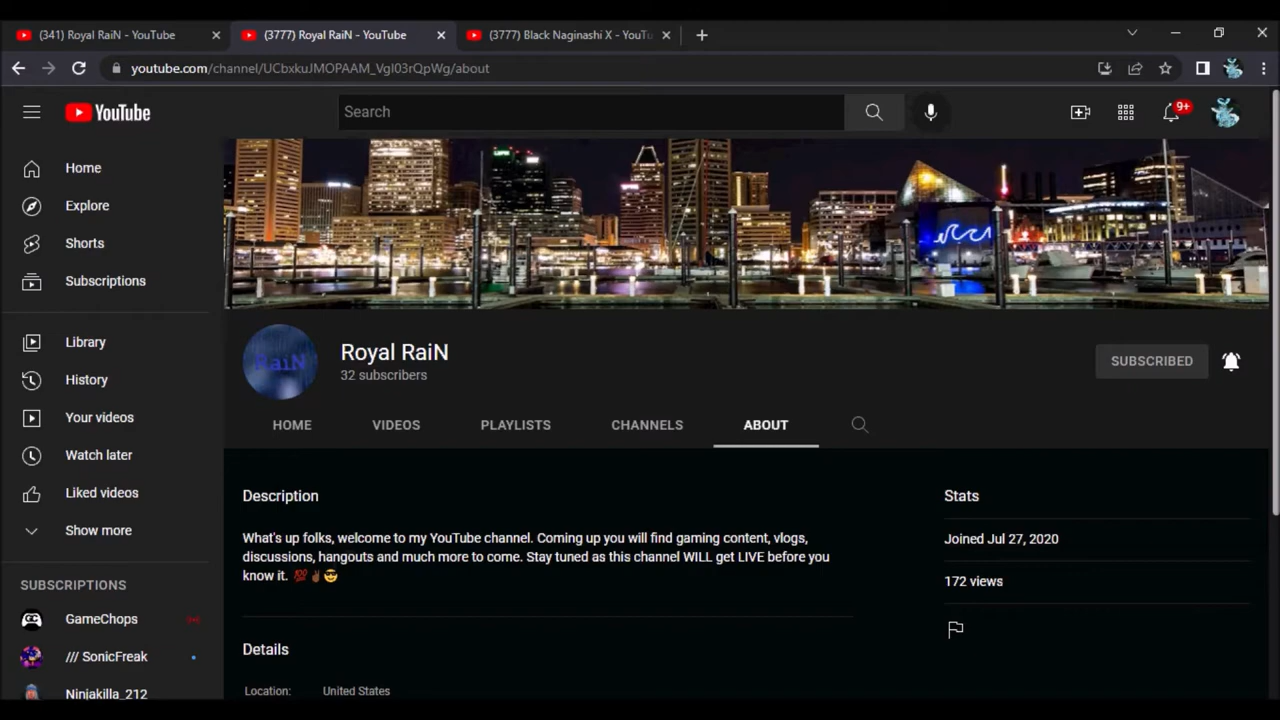 (341) Royal RaiN - YouTube
(3777) Royal RaiN - YouTube
(3777) Black Naginashi X - YouTu
youtube.com/channel/UCbxkuJMOPAAM_Vgl03rQpWg/about
YouTube
Search
9+
Home
Explore
Shorts
Subscriptions
Library
History
Your videos
Watch later
Liked videos
Show more
SUBSCRIPTIONS
GameChops
/// SonicFreak
Ninjakilla_212
RaiN
Royal RaiN
32 subscribers
SUBSCRIBED
HOME VIDEOS PLAYLISTS CHANNELS ABOUT
Description
What's up folks, welcome to my YouTube channel. Coming up you will find gaming content, vlogs,
discussions, hangouts and much more to come. Stay tuned as this channel WILL get LIVE before you
know it. 💯✌🏾😎
Details
Location: United States
Stats
Joined Jul 27, 2020
172 views